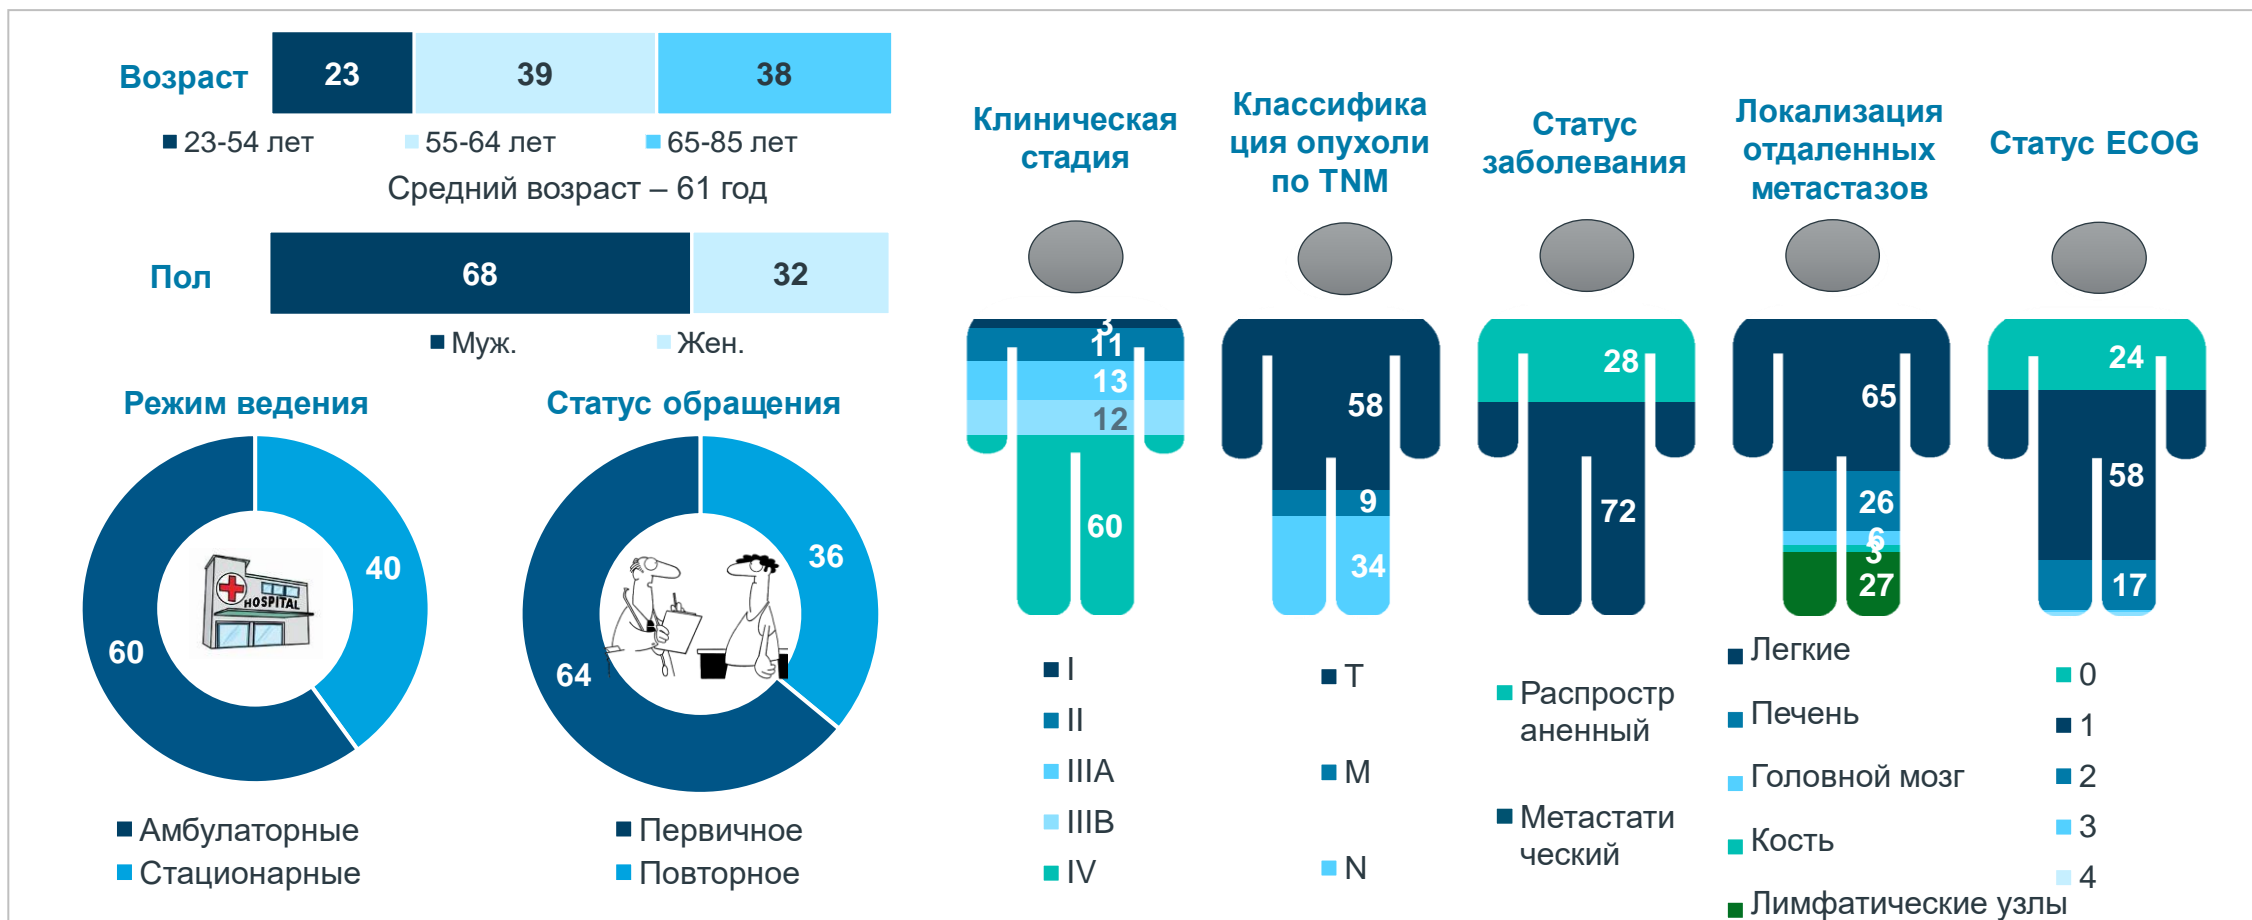 Возраст
23
39
38
23-54 лет
55-64 лет
65-85 лет
Средний возраст – 61 год
Пол
68
32
Муж.
Жен.
Режим ведения
40
60
HOSPITAL
Амбулаторные
Стационарные
Статус обращения
36
64
Первичное
Повторное
Клиническая
стадия
3
11
13
12
60
I
II
IIIA
IIIB
IV
Классифика
ция опухоли
по TNM
58
9
34
T
M
N
Статус
заболевания
28
72
Распростр
аненный
Метастати
ческий
Локализация
отдаленных
метастазов
65
26
6
3
27
Легкие
Печень
Головной мозг
Кость
Лимфатические узлы
Статус ECOG
24
58
17
0
1
2
3
4